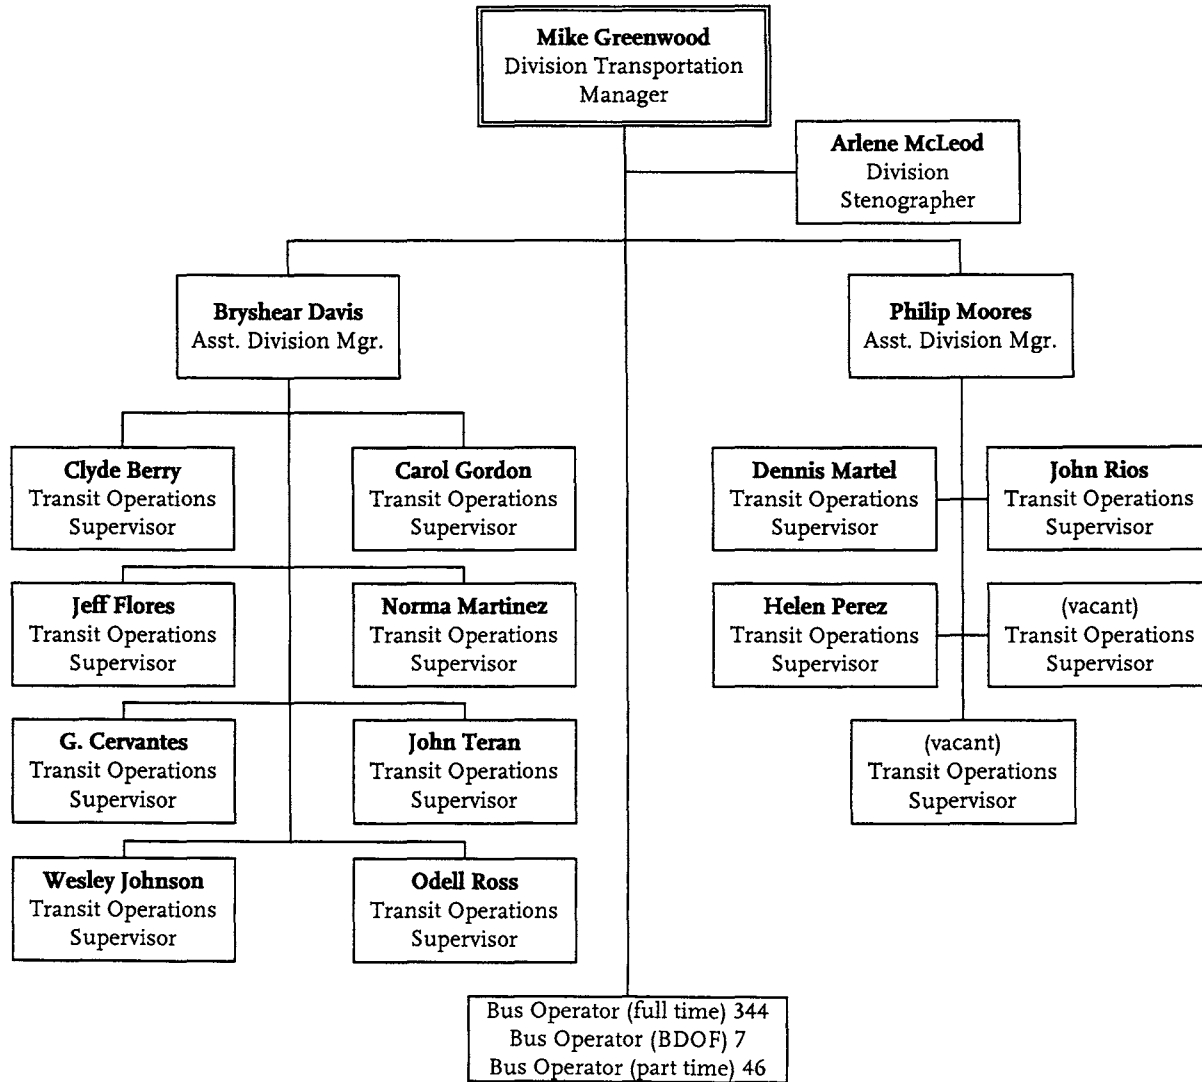 Mike Greenwood
Division Transportation
Manager
Arlene McLeod
Division
Stenographer
Bryshear Davis
Asst. Division Mgr.
Philip Moores
Asst. Division Mgr.
Clyde Berry
Transit Operations
Supervisor
Carol Gordon
Transit Operations
Supervisor
Dennis Martel
Transit Operations
Supervisor
John Rios
Transit Operations
Supervisor
Jeff Flores
Transit Operations
Supervisor
Norma Martinez
Transit Operations
Supervisor
Helen Perez
Transit Operations
Supervisor
(vacant)
Transit Operations
Supervisor
G. Cervantes
Transit Operations
Supervisor
John Teran
Transit Operations
Supervisor
(vacant)
Transit Operations
Supervisor
Wesley Johnson
Transit Operations
Supervisor
Odell Ross
Transit Operations
Supervisor
Bus Operator (full time) 344
Bus Operator (BDOF) 7
Bus Operator (part time) 46